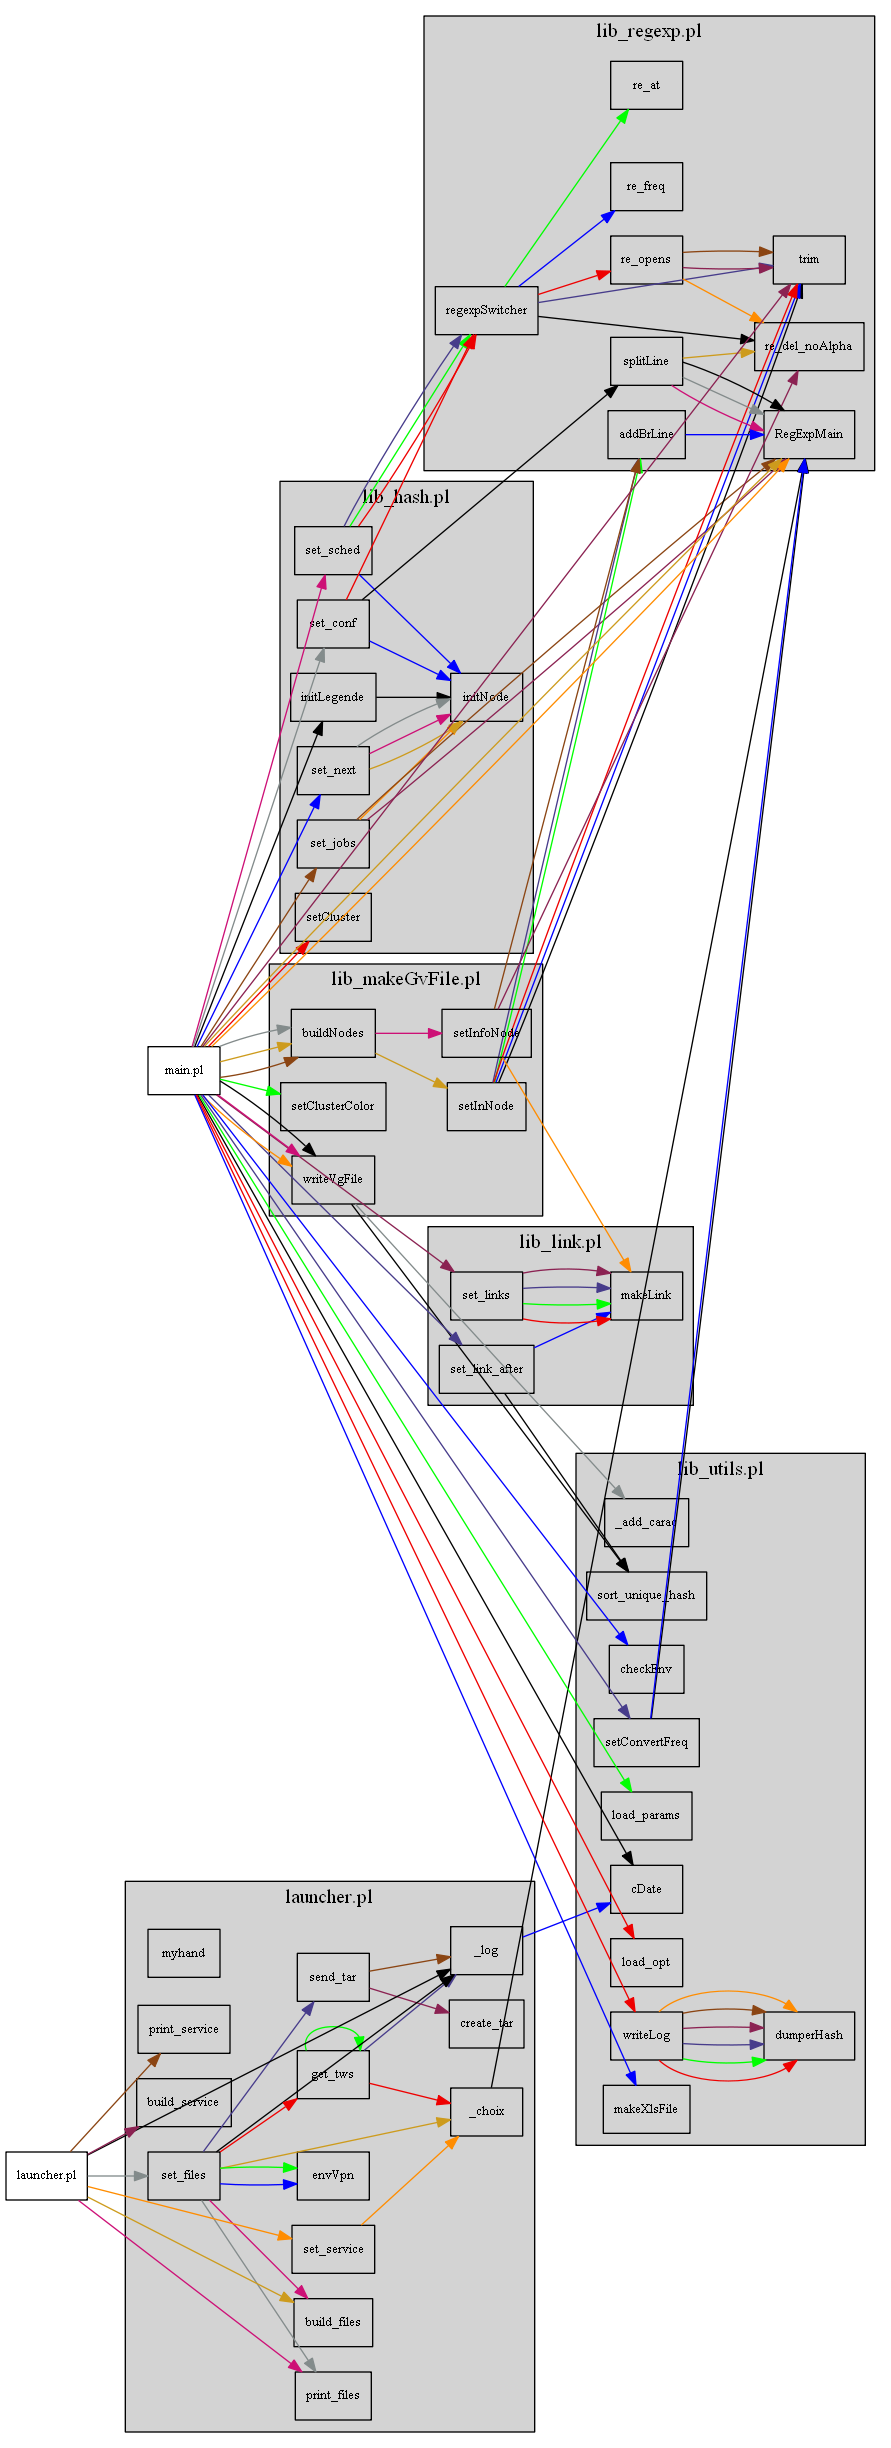 lib_regexp.pl
re_at
re_freq
re_opens
trim
regexpSwitcher
re_del_noAlpha
splitLine
addBrLine
RegExpMain
lib_hash.pl
set_sched
set_conf
initLegende
initNode
set_next
set_jobs
setCluster
lib_makeGvFile.pl
buildNodes
setInfoNode
main.pl
setClusterColor
setInNode
writeVgFile
lib_link.pl
set_links
makeLink
set_link_after
lib_utils.pl
_add_carac
sort_unique_hash
checkEnv
setConvertFreq
load_params
cDate
load_opt
writeLog
dumperHash
makeXlsFile
launcher.pl
myhand
send_tar
_log
print_service
create_tar
get_tws
build_service
_choix
launcher.pl
set_files
envVpn
set_service
build_files
print_files